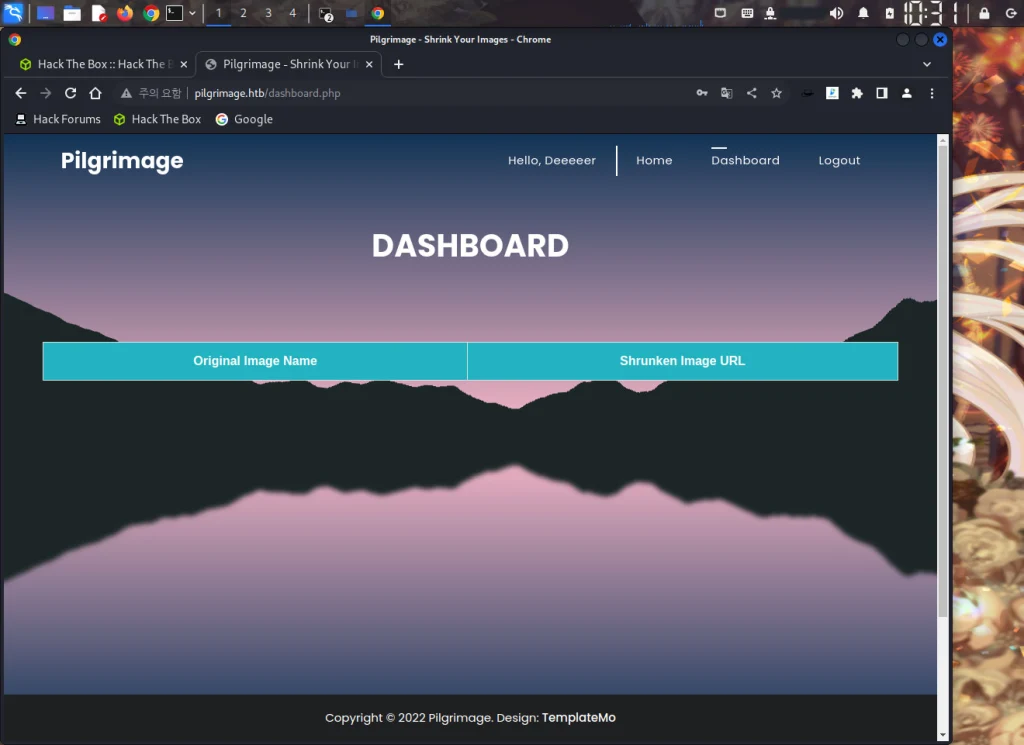 1 2 3 4 2 10:31
Pilgrimage - Shrink Your Images - Chrome
Hack The Box :: Hack The B Pilgrimage - Shrink Your I
주의 요함 pilgrimage.htb/dashboard.php
Hack Forums Hack The Box Google
Pilgrimage Hello, Deeeeer Home Dashboard Logout
DASHBOARD
Original Image Name Shrunken Image URL
Copyright © 2022 Pilgrimage. Design: TemplateMo